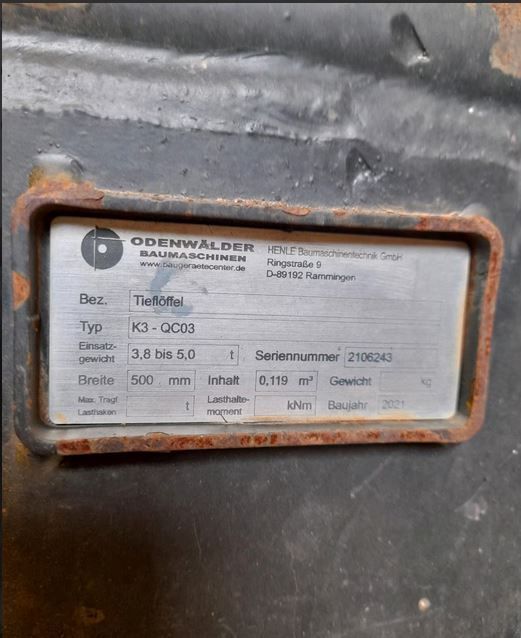 ODENWÄLDER
BAUMASCHINEN
www.baugeraetecenter.de
HENLE Baumaschinentechnik GmbH
Ringstraße 9
D-89192 Rammingen
Bez. Tieflöffel
Typ K3 - QC03
Einsatz-
gewicht 3,8 bis 5,0 t Seriennummer 2106243
Breite 500 mm Inhalt 0,119 m³ Gewicht kg
Max. Tragf.
Lasthaken t
Lasthalte-
moment kNm Baujahr 2021